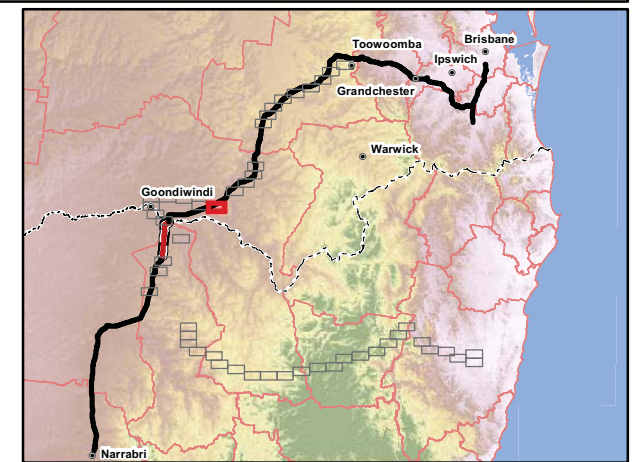 Brisbane
Toowoomba
Ipswich
Grandchester
Warwick
Goondiwindi
Narrabri